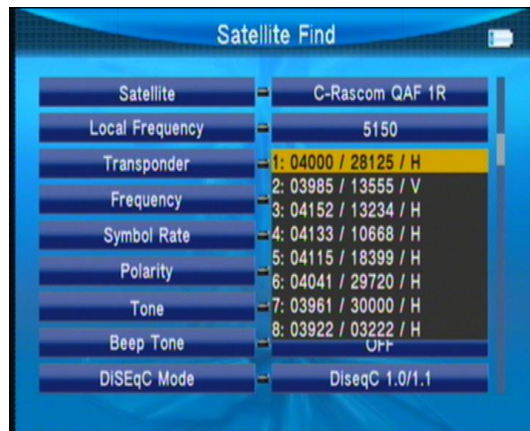 Satellite Find
Satellite C-Rascom QAF 1R
Local Frequency 5150
Transponder 1: 04000 / 28125 / H
Frequency 2: 03985 / 13555 / V
3: 04152 / 13234 / H
Symbol Rate 4: 04133 / 10668 / H
Polarity 5: 04115 / 18399 / H
6: 04041 / 29720 / H
Tone 7: 03961 / 30000 / H
8: 03922 / 03222 / H
Beep Tone OFF
DiSEqC Mode DiseqC 1.0/1.1